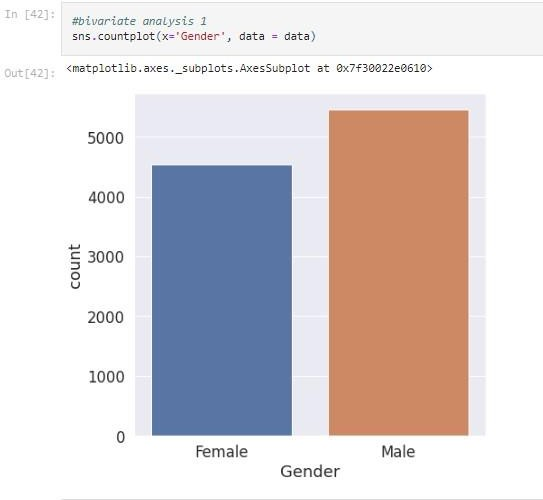 In [42]:
#bivariate analysis 1
sns.countplot(x='Gender', data = data)
Out[42]:
<matplotlib.axes._subplots.AxesSubplot at 0x7f30022e0610>
5000
4000
3000
2000
1000
0
count
Female Male
Gender